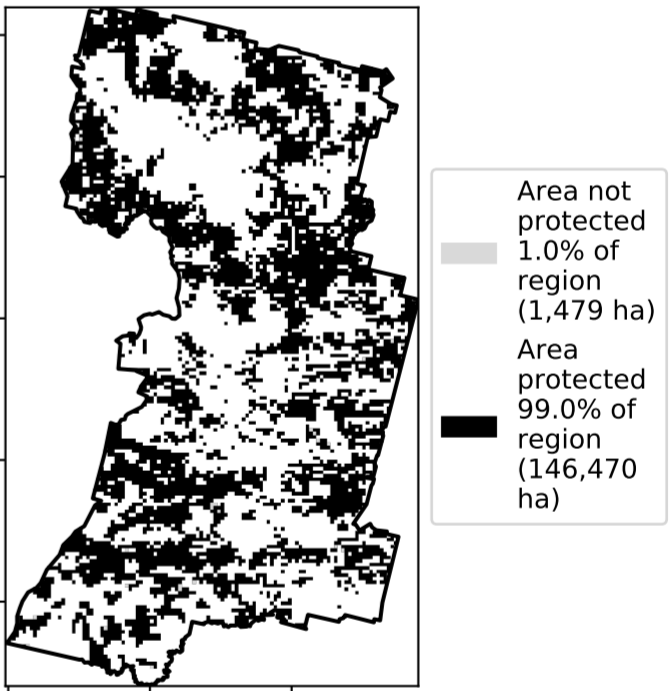 Area not
protected
1.0% of
region
(1,479 ha)
Area
protected
99.0% of
region
(146,470
ha)